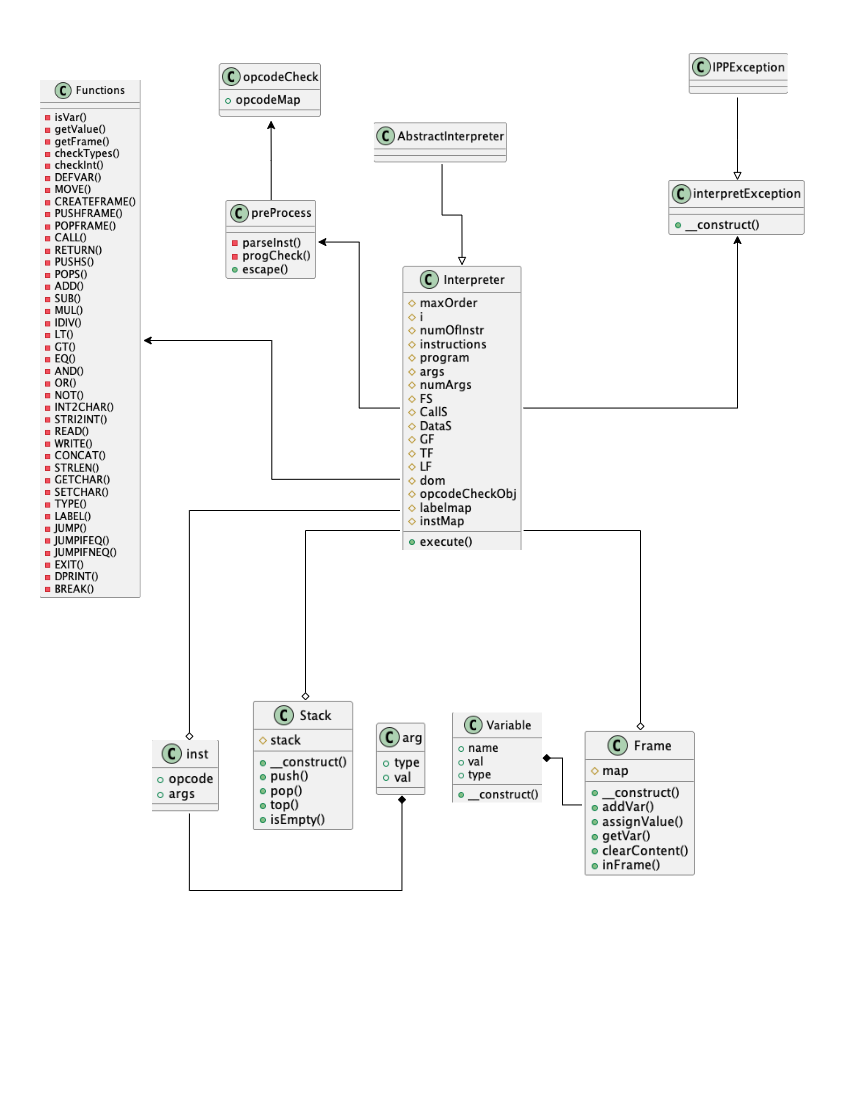 C Functions
isVar()
getValue()
getFrame()
checkTypes()
checkInt()
DEFVAR()
MOVE()
CREATEFRAME()
PUSHFRAME()
POPFRAME()
CALL()
RETURN()
PUSHS()
POPS()
ADD()
SUB()
MUL()
IDIV()
LT()
GT()
EQ()
AND()
OR()
NOT()
INT2CHAR()
STRI2INT()
READ()
WRITE()
CONCAT()
STRLEN()
GETCHAR()
SETCHAR()
TYPE()
LABEL()
JUMP()
JUMPIFEQ()
JUMPIFNEQ()
EXIT()
DPRINT()
BREAK()
C opcodeCheck
opcodeMap
C preProcess
parseInst()
progCheck()
escape()
C AbstractInterpreter
C IPPException
C interpretException
__construct()
C Interpreter
maxOrder
i
numOfInstr
instructions
program
args
numArgs
FS
CallS
DataS
GF
TF
LF
dom
opcodeCheckObj
labelmap
instMap
execute()
C inst
opcode
args
C Stack
stack
__construct()
push()
pop()
top()
isEmpty()
C arg
type
val
C Variable
name
val
type
__construct()
C Frame
map
__construct()
addVar()
assignValue()
getVar()
clearContent()
inFrame()